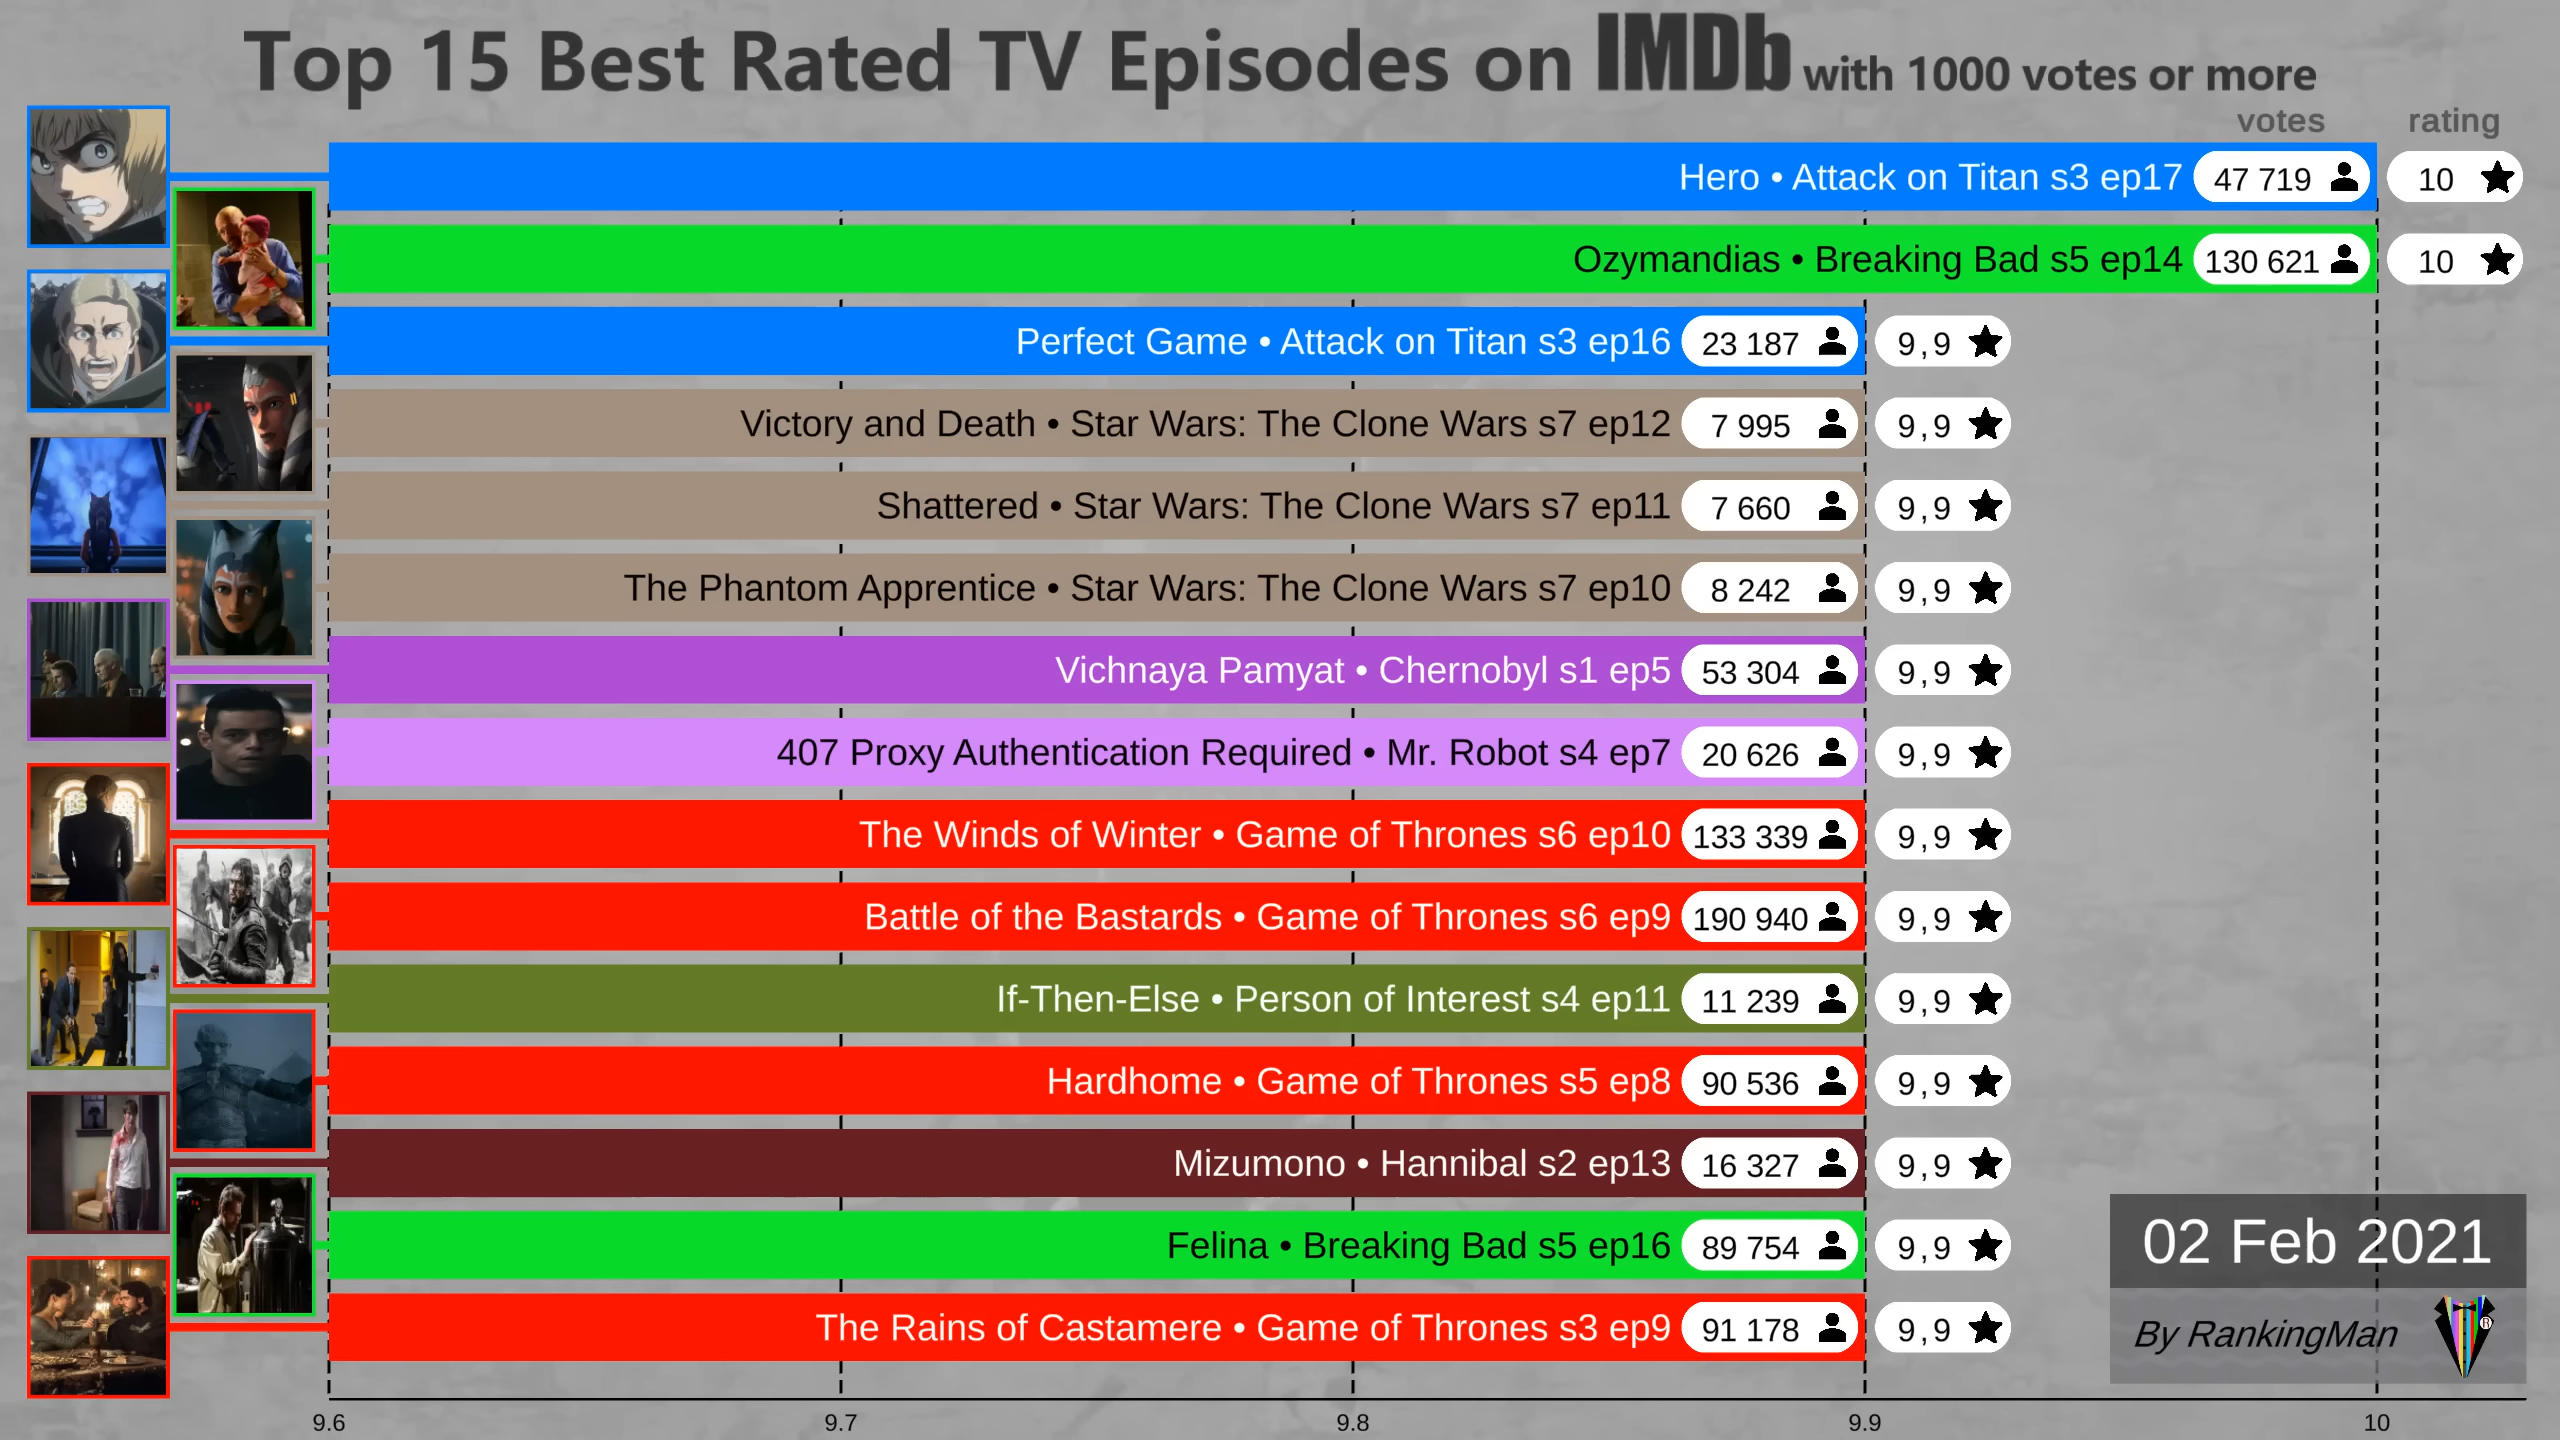 Top 15 Best Rated TV Episodes on IMDb with 1000 votes or more
votes rating
Hero • Attack on Titan s3 ep17 47 719 10
Ozymandias • Breaking Bad s5 ep14 130 621 10
Perfect Game • Attack on Titan s3 ep16 23 187 9,9
Victory and Death • Star Wars: The Clone Wars s7 ep12 7 995 9,9
Shattered • Star Wars: The Clone Wars s7 ep11 7 660 9,9
The Phantom Apprentice • Star Wars: The Clone Wars s7 ep10 8 242 9,9
Vichnaya Pamyat • Chernobyl s1 ep5 53 304 9,9
407 Proxy Authentication Required • Mr. Robot s4 ep7 20 626 9,9
The Winds of Winter • Game of Thrones s6 ep10 133 339 9,9
Battle of the Bastards • Game of Thrones s6 ep9 190 940 9,9
If-Then-Else • Person of Interest s4 ep11 11 239 9,9
Hardhome • Game of Thrones s5 ep8 90 536 9,9
Mizumono • Hannibal s2 ep13 16 327 9,9
Felina • Breaking Bad s5 ep16 89 754 9,9
The Rains of Castamere • Game of Thrones s3 ep9 91 178 9,9
02 Feb 2021
By RankingMan ®
9.6 9.7 9.8 9.9 10